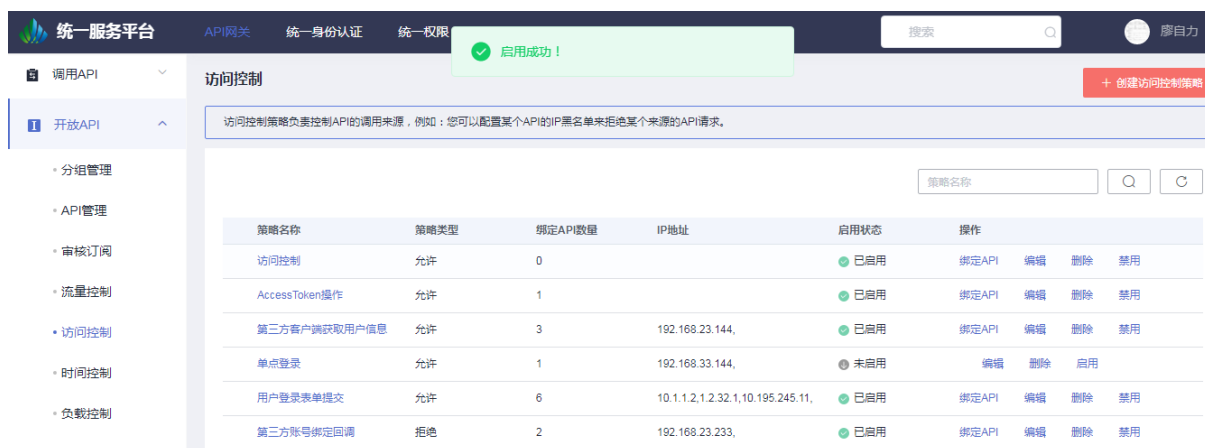 统一服务平台 API网关 统一身份认证 统一权限 启用成功！ 搜索 廖自力
调用API 访问控制 + 创建访问控制策略
开放API 访问控制策略负责控制API的调用来源，例如：您可以配置某个API的IP黑名单来拒绝某个来源的API请求。
分组管理 策略名称
API管理
策略名称 策略类型 绑定API数量 IP地址 启用状态 操作
审核订阅
访问控制 允许 0 已启用 绑定API 编辑 删除 禁用
流量控制
AccessToken操作 允许 1 已启用 绑定API 编辑 删除 禁用
访问控制
第三方客户端获取用户信息 允许 3 192.168.23.144, 已启用 绑定API 编辑 删除 禁用
单点登录 允许 1 192.168.33.144, 未启用 编辑 删除 启用
时间控制
用户登录表单提交 允许 6 10.1.1.2,1.2.32.1,10.195.245.11, 已启用 绑定API 编辑 删除 禁用
负载控制
第三方账号绑定回调 拒绝 2 192.168.23.233, 已启用 绑定API 编辑 删除 禁用